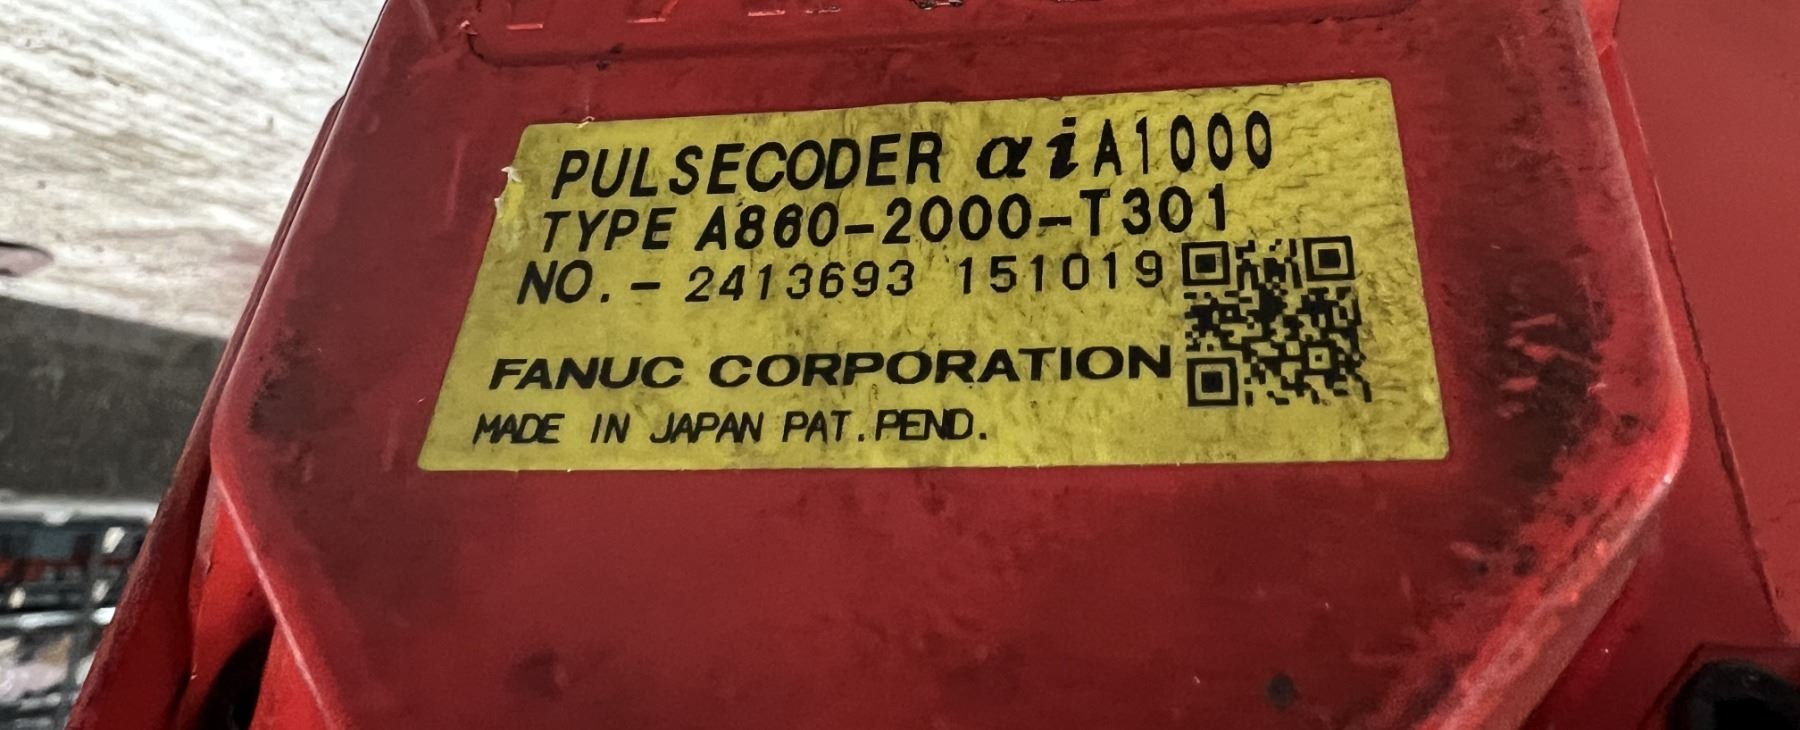 PULSECODER αiA1000
TYPE A860-2000-T301
NO.- 2413693 151019
FANUC CORPORATION
MADE IN JAPAN PAT.PEND.